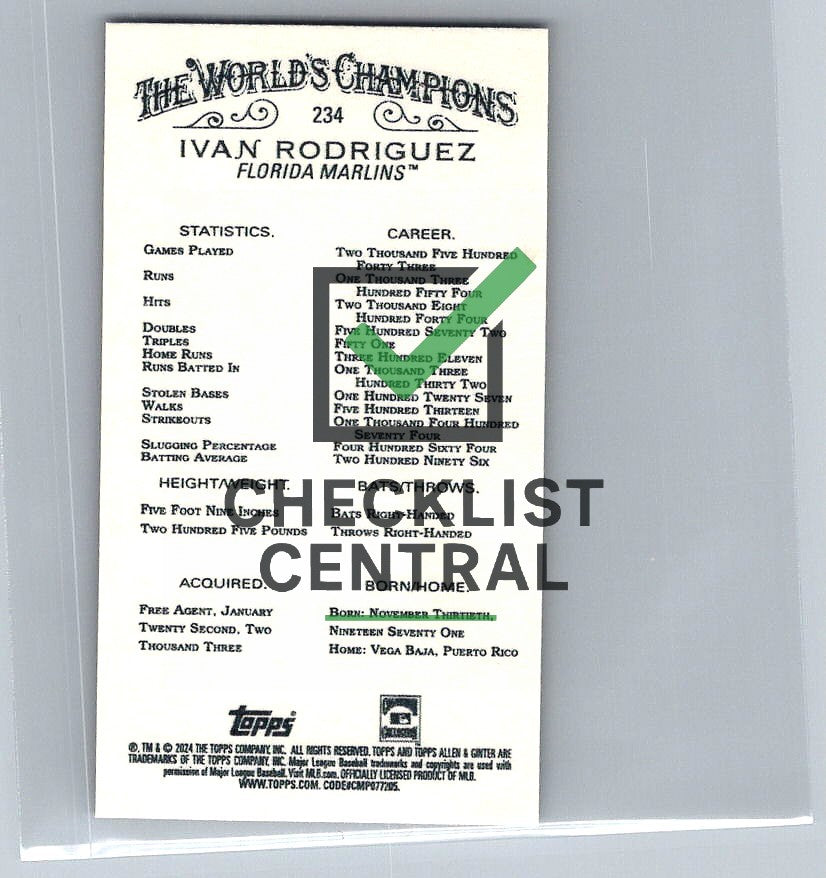 THE WORLD'S CHAMPIONS
234
IVAN RODRIGUEZ
FLORIDA MARLINS™
STATISTICS. CAREER.
GAMES PLAYED TWO THOUSAND FIVE HUNDRED
FORTY THREE
RUNS ONE THOUSAND THREE
HUNDRED FIFTY FOUR
HITS TWO THOUSAND EIGHT
HUNDRED FORTY FOUR
DOUBLES FIVE HUNDRED SEVENTY TWO
TRIPLES FIFTY ONE
HOME RUNS THREE HUNDRED ELEVEN
RUNS BATTED IN ONE THOUSAND THREE
HUNDRED THIRTY TWO
STOLEN BASES ONE HUNDRED TWENTY SEVEN
WALKS FIVE HUNDRED THIRTEEN
STRIKEOUTS ONE THOUSAND FOUR HUNDRED
SEVENTY FOUR
SLUGGING PERCENTAGE FOUR HUNDRED SIXTY FOUR
BATTING AVERAGE TWO HUNDRED NINETY SIX
HEIGHT/WEIGHT. BATS/THROWS.
CHECKLIST
FIVE FOOT NINE INCHES BATS RIGHT-HANDED
TWO HUNDRED FIVE POUNDS THROWS RIGHT-HANDED
CENTRAL
ACQUIRED. BORN/HOME.
FREE AGENT, JANUARY BORN: NOVEMBER THIRTIETH,
TWENTY SECOND, TWO NINETEEN SEVENTY ONE
THOUSAND THREE HOME: VEGA BAJA, PUERTO RICO
topps
®, TM & © 2024 THE TOPPS COMPANY, INC. ALL RIGHTS RESERVED. TOPPS AND TOPPS ALLEN & GINTER ARE
TRADEMARKS OF THE TOPPS COMPANY, INC. Major League Baseball trademarks and copyrights are used with
permission of Major League Baseball. Visit MLB.com. OFFICIALLY LICENSED PRODUCT OF MLB.
WWW.TOPPS.COM. CODE#CMP077205.